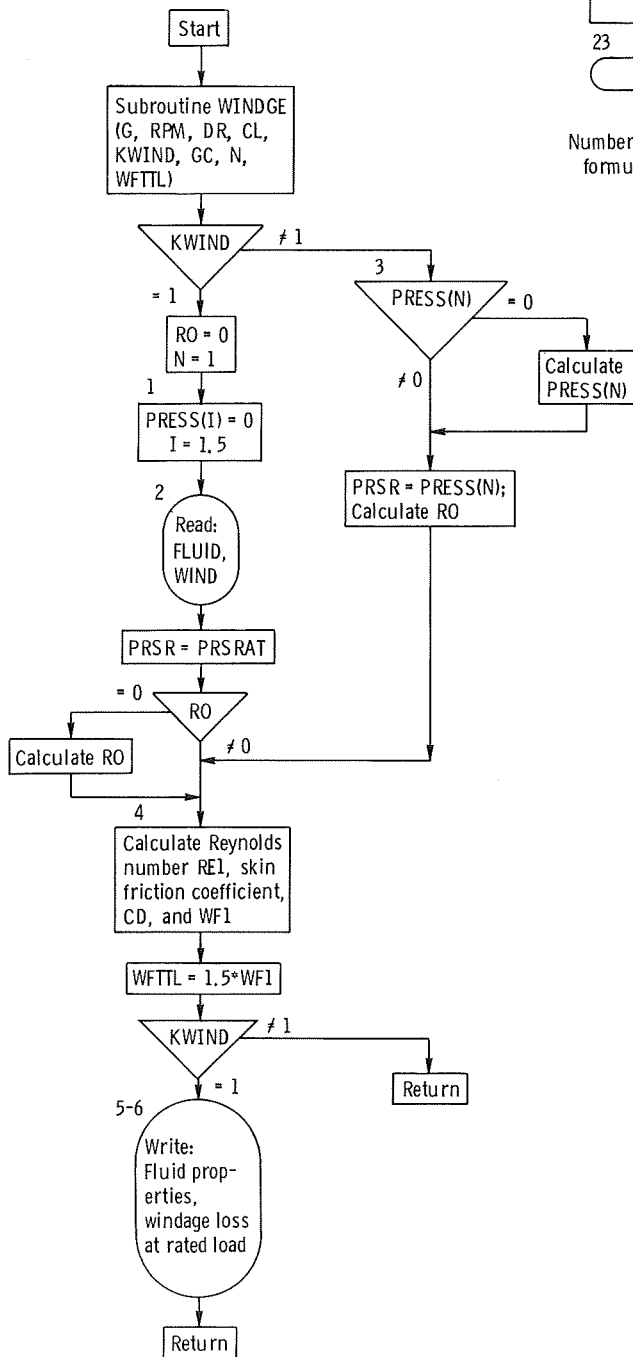 Start
23
Subroutine WINDGE
(G, RPM, DR, CL,
KWIND, GC, N,
WFTTL)
Number
formu
KWIND
≠ 1
= 1
3
PRESS(N)
= 0
≠ 0
Calculate
PRESS(N)
RO = 0
N = 1
1
PRESS(I) = 0
I = 1.5
PRSR = PRESS(N);
Calculate RO
2
Read:
FLUID,
WIND
PRSR = PRSRAT
= 0
RO
≠ 0
Calculate RO
4
Calculate Reynolds
number RE1, skin
friction coefficient,
CD, and WF1
WFTTL = 1.5*WF1
KWIND
≠ 1
= 1
Return
5-6
Write:
Fluid prop-
erties,
windage loss
at rated load
Return